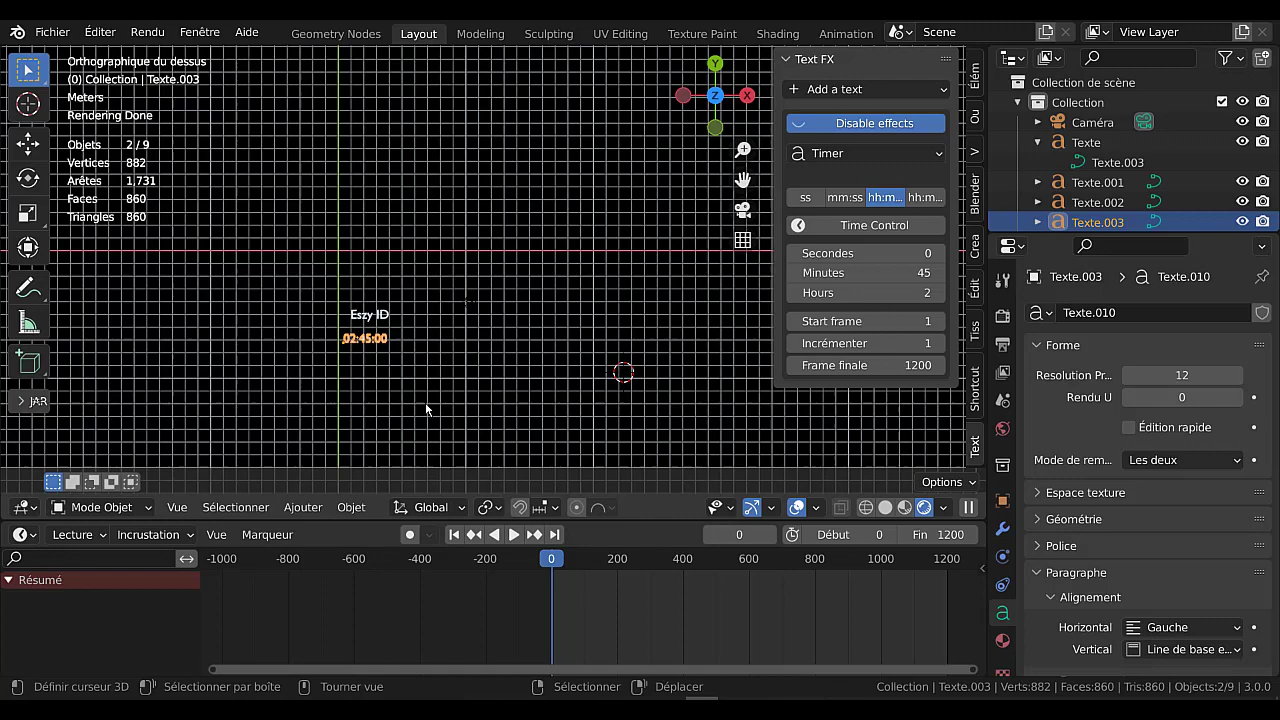 Fichier Éditer Rendu Fenêtre Aide Geometry Nodes Layout Modeling Sculpting UV Editing Texture Paint Shading Animation Scene View Layer
Orthographique du dessus
(0) Collection | Texte.003
Meters
Rendering Done
Objets 2 / 9
Vertices 882
Arêtes 1,731
Faces 860
Triangles 860
Y
Z X
Eszy ID
02:45:00
JAR
Text FX
Add a text
Disable effects
Timer
ss mm:ss hh:m... hh:m...
Time Control
Secondes 0
Minutes 45
Hours 2
Start frame 1
Incrémenter 1
Frame finale 1200
Élém
Ou
V
Blender
Crea
Édit
Tiss
Shortcut
Text
Options
Collection de scène
Collection
Caméra
Texte
Texte.003
Texte.001
Texte.002
Texte.003
Texte.003 Texte.010
Texte.010
Forme
Resolution Pr... 12
Rendu U 0
Édition rapide
Mode de rem... Les deux
Espace texture
Géométrie
Police
Paragraphe
Alignement
Horizontal Gauche
Vertical Line de base e...
Mode Objet Vue Sélectionner Ajouter Objet Global
Lecture Incrustation Vue Marqueur 0 Début 0 Fin 1200
-1000 -800 -600 -400 -200 0 200 400 600 800 1000 1200
Résumé
Définir curseur 3D Sélectionner par boîte Tourner vue Sélectionner Déplacer Collection | Texte.003 | Verts:882 | Faces:860 | Tris:860 | Objects:2/9 | 3.0.0